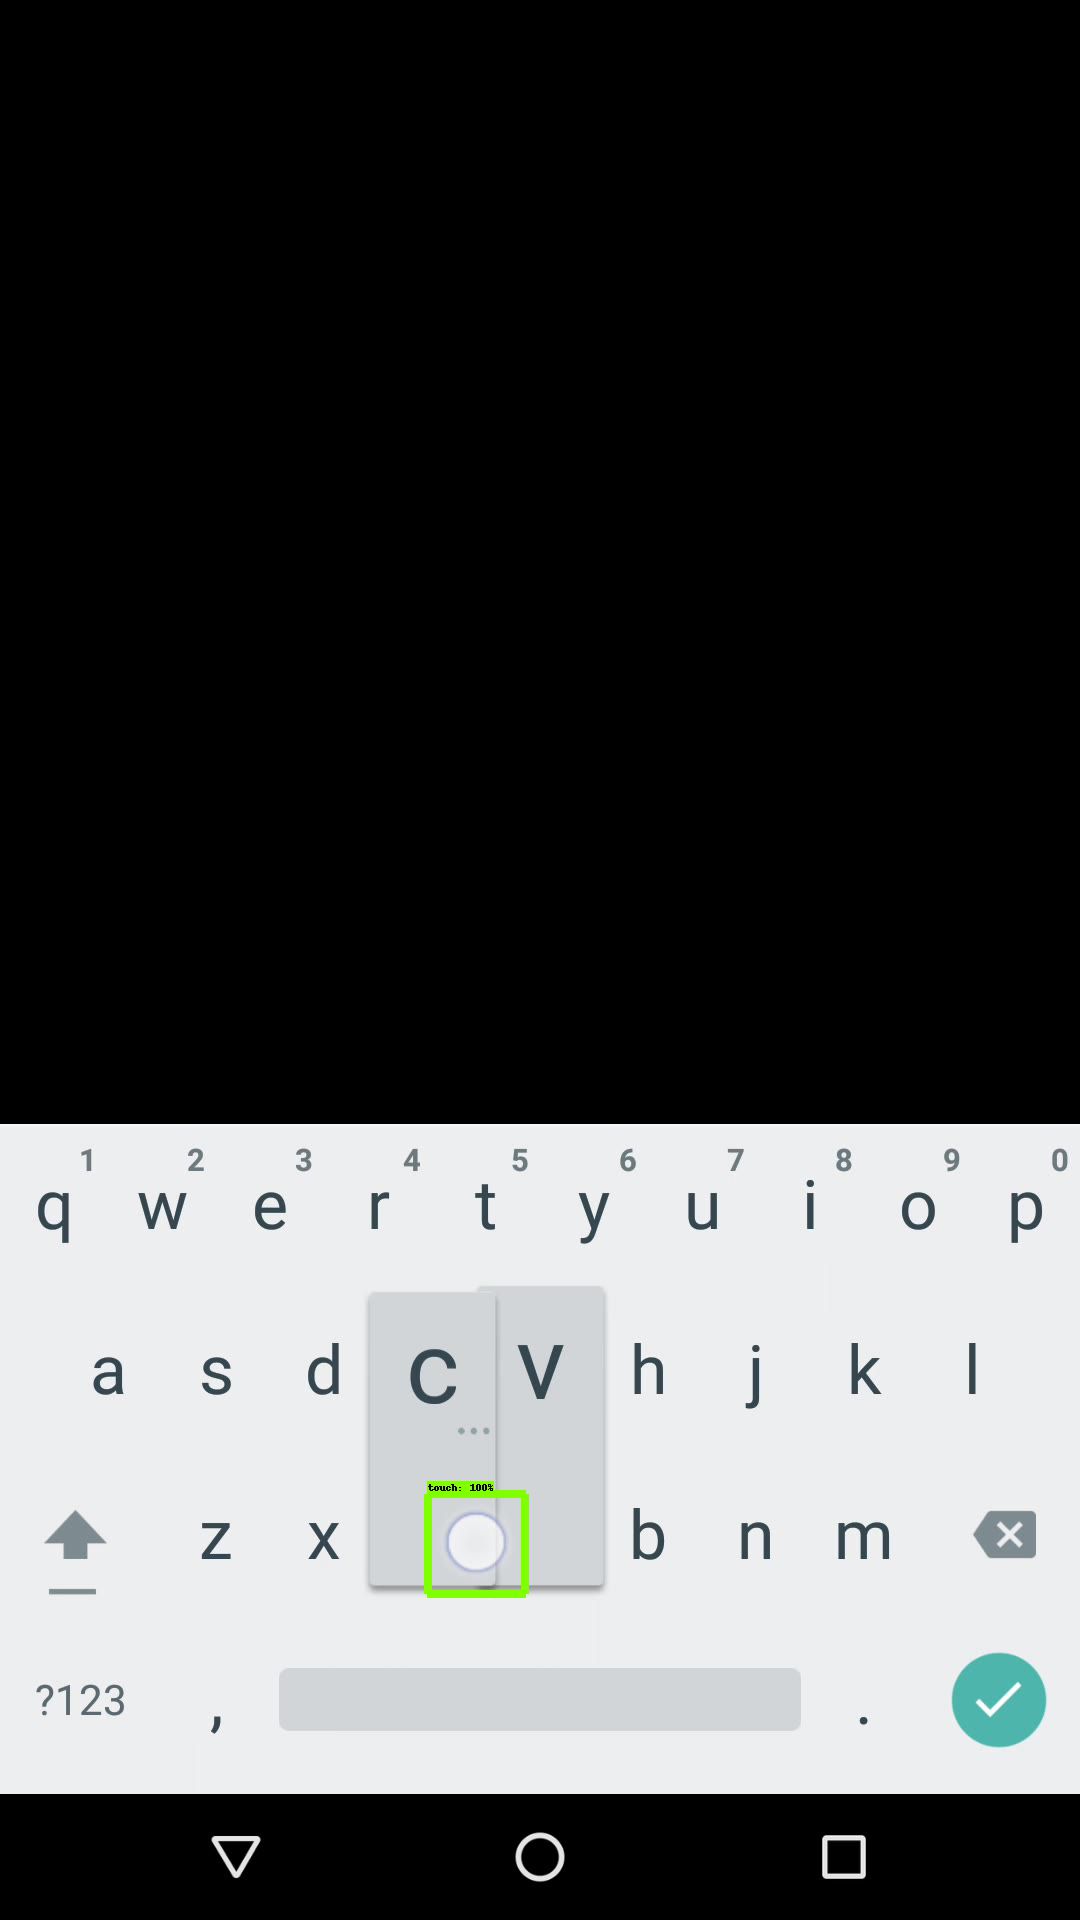 1 2 3 4 5 6 7 8 9 0
q w e r t y u i o p
a s d c v h j k l
...
touch: 100%
z x b n m
?123 , .